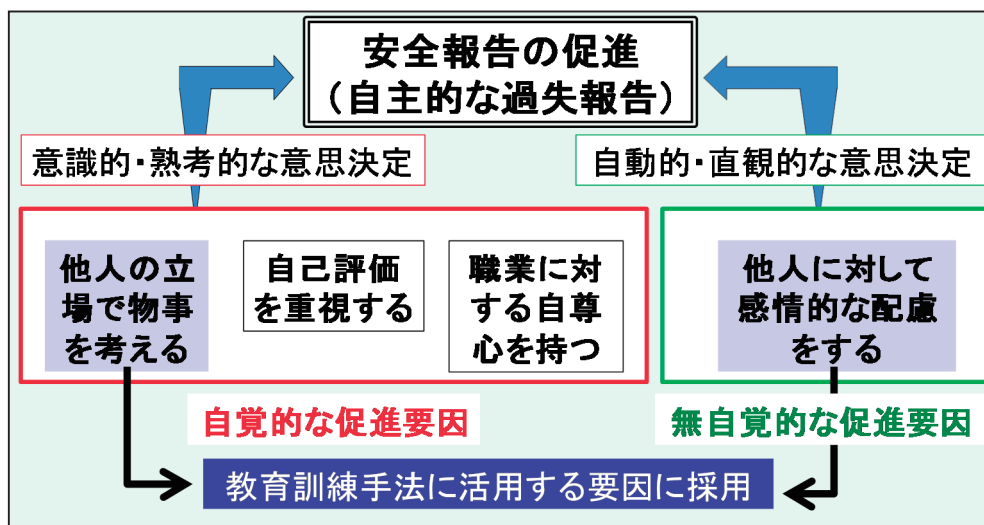 安全報告の促進
（自主的な過失報告）
意識的・熟考的な意思決定
自動的・直観的な意思決定
他人の立
場で物事
を考える
自己評価
を重視する
職業に対
する自尊
心を持つ
他人に対して
感情的な配慮
をする
自覚的な促進要因
無自覚的な促進要因
教育訓練手法に活用する要因に採用